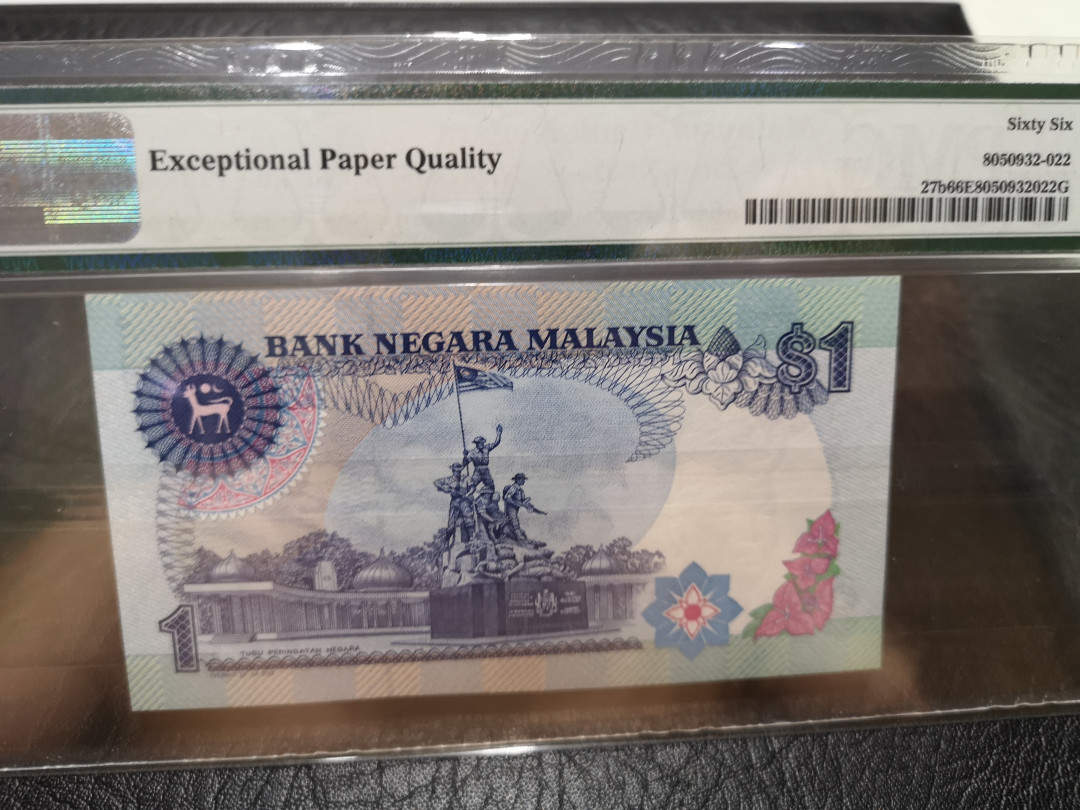 Exceptional Paper Quality
Sixty Six
8050932-022
27b66E8050932022G
BANK NEGARA MALAYSIA
$1
1
TUGU PERINGATAN NEGARA